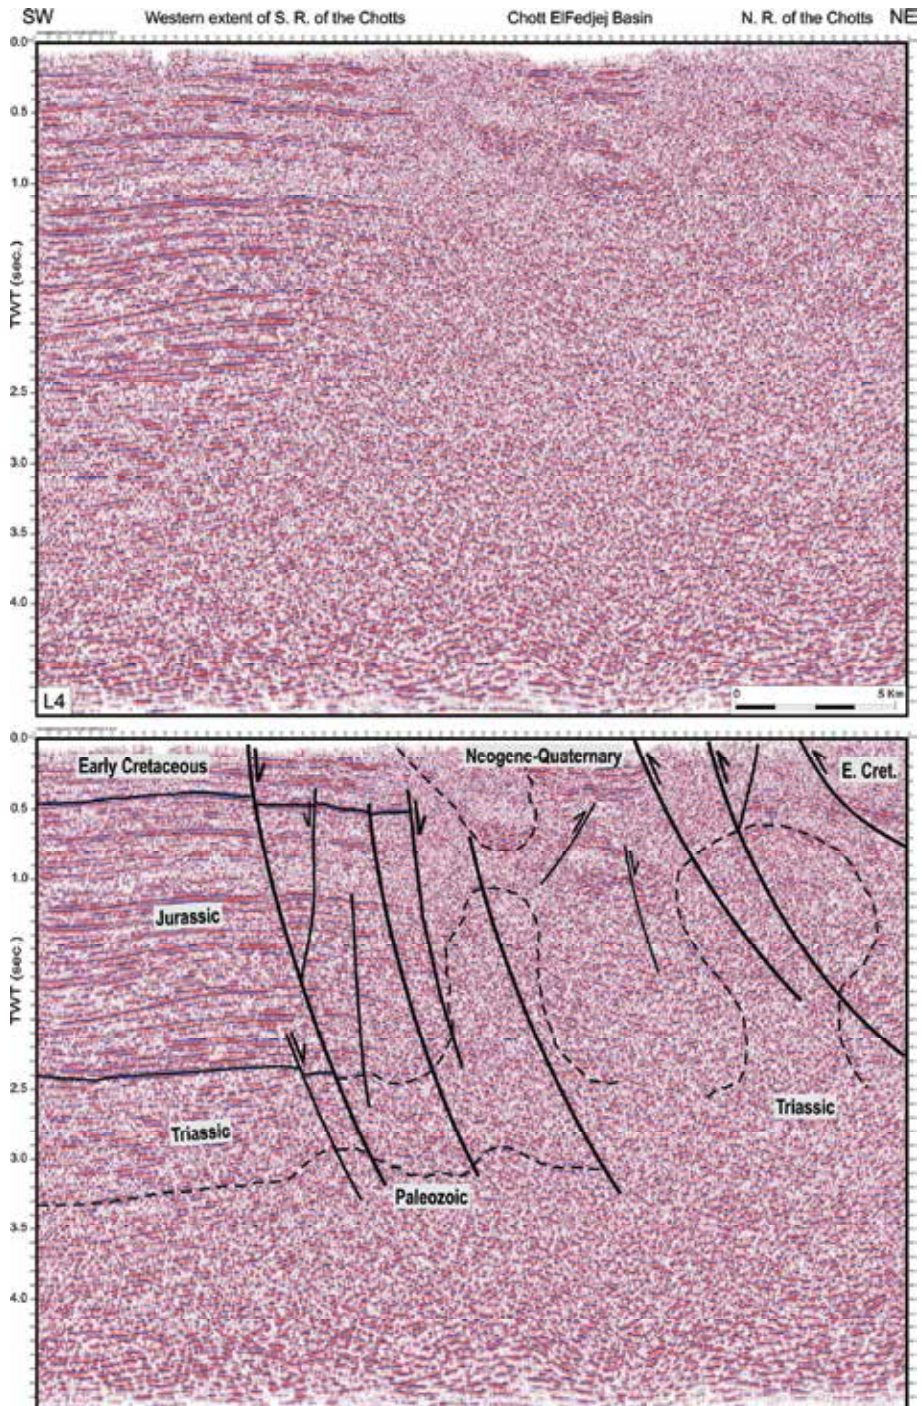 SW Western extent of S. R. of the Chotts Chott ElFedjej Basin N. R. of the Chotts NE
0.0
0.5
1.0
TWT (sec.)
2.5
3.0
3.5
4.0
L4
0 5 Km
0.0
Early Cretaceous Neogene-Quaternary E. Cret.
0.5
1.0
Jurassic
TWT (sec.)
2.5
Triassic
Triassic
3.0
Paleozoic
3.5
4.0